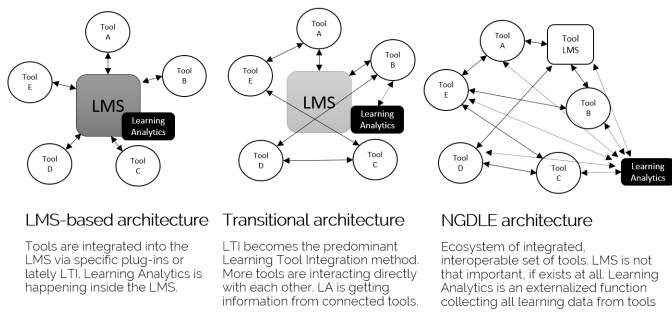 Tool
A
Tool
E
Tool
B
LMS
Learning
Analytics
Tool
D
Tool
C
Tool
A
Tool
B
Tool
E
LMS
Learning
Analytics
Tool
D
Tool
C
Tool
A
Tool
LMS
Tool
E
Tool
B
Tool
D
Tool
C
Learning
Analytics
LMS-based architecture
Tools are integrated into the
LMS via specific plug-ins or
lately LTI. Learning Analytics is
happening inside the LMS.
Transitional architecture
LTI becomes the predominant
Learning Tool Integration method.
More tools are interacting directly
with each other. LA is getting
information from connected tools.
NGDLE architecture
Ecosystem of integrated,
interoperable set of tools. LMS is not
that important, if exists at all. Learning
Analytics is an externalized function
collecting all learning data from tools